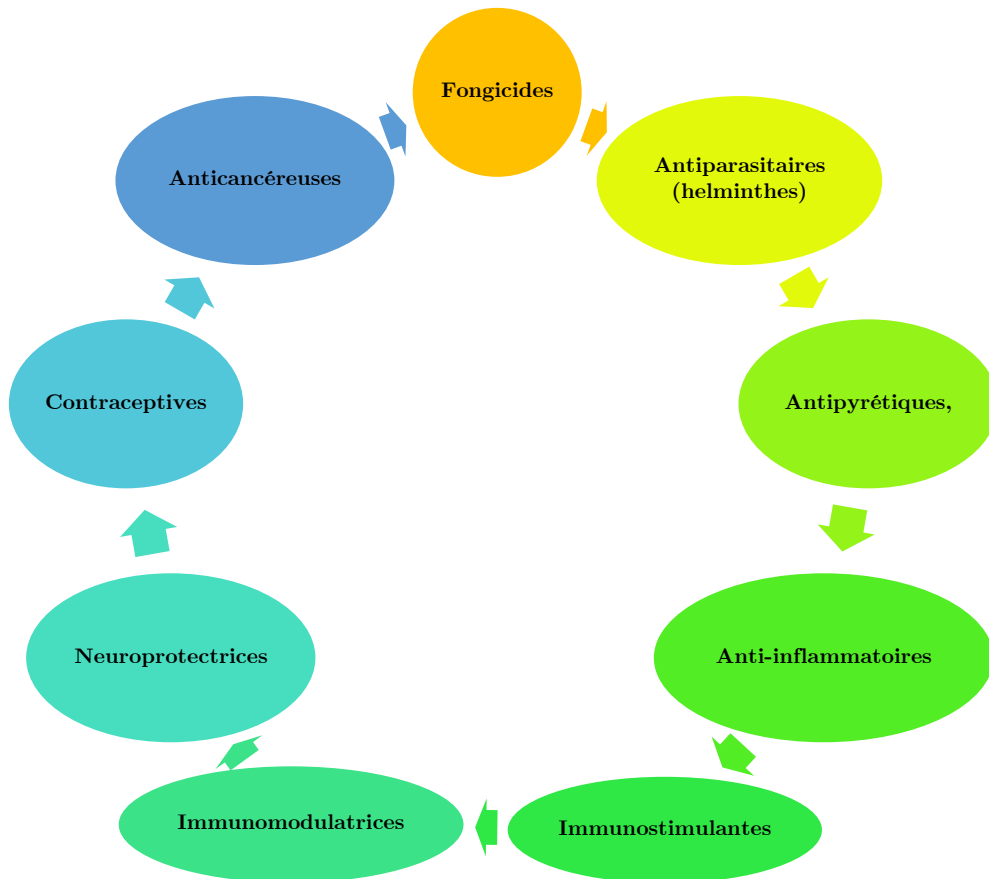 Fongicides
Antiparasitaires
(helminthes)
Antipyrétiques,
Anti-inflammatoires
Immunostimulantes
Immunomodulatrices
Neuroprotectrices
Contraceptives
Anticancéreuses